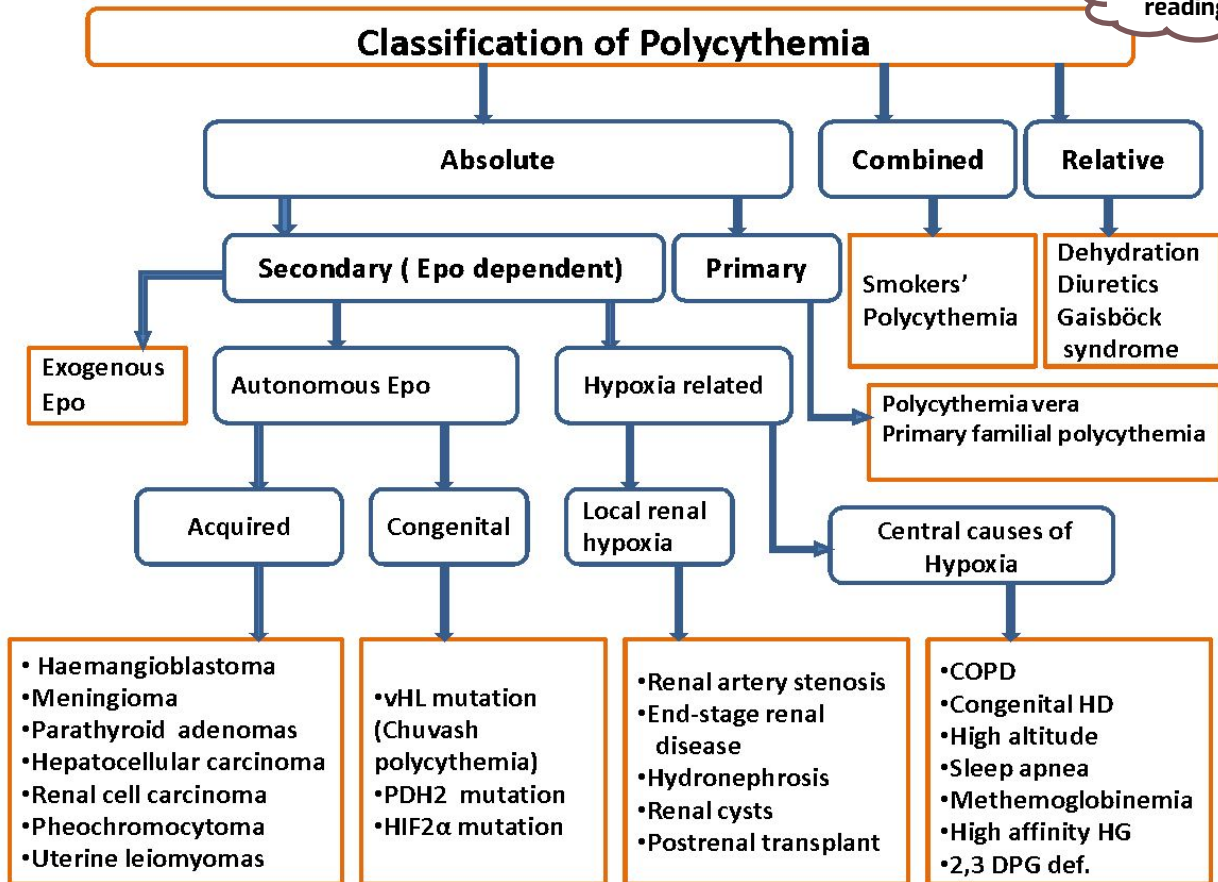 reading
Classification of Polycythemia
Absolute
Combined
Relative
Secondary ( Epo dependent)
Primary
Smokers'
Polycythemia
Dehydration
Diuretics
Gaisböck
syndrome
Exogenous
Epo
Autonomous Epo
Hypoxia related
Polycythemia vera
Primary familial polycythemia
Acquired
Congenital
Local renal
hypoxia
Central causes of
Hypoxia
• Haemangioblastoma
•Meningioma
•Parathyroid adenomas
•Hepatocellular carcinoma
•Renal cell carcinoma
•Pheochromocytoma
•Uterine leiomyomas
•vHL mutation
(Chuvash
polycythemia)
•PDH2 mutation
•HIF2α mutation
•Renal artery stenosis
•End-stage renal
disease
•Hydronephrosis
•Renal cysts
•Postrenal transplant
•COPD
•Congenital HD
•High altitude
•Sleep apnea
•Methemoglobinemia
•High affinity HG
•2,3 DPG def.